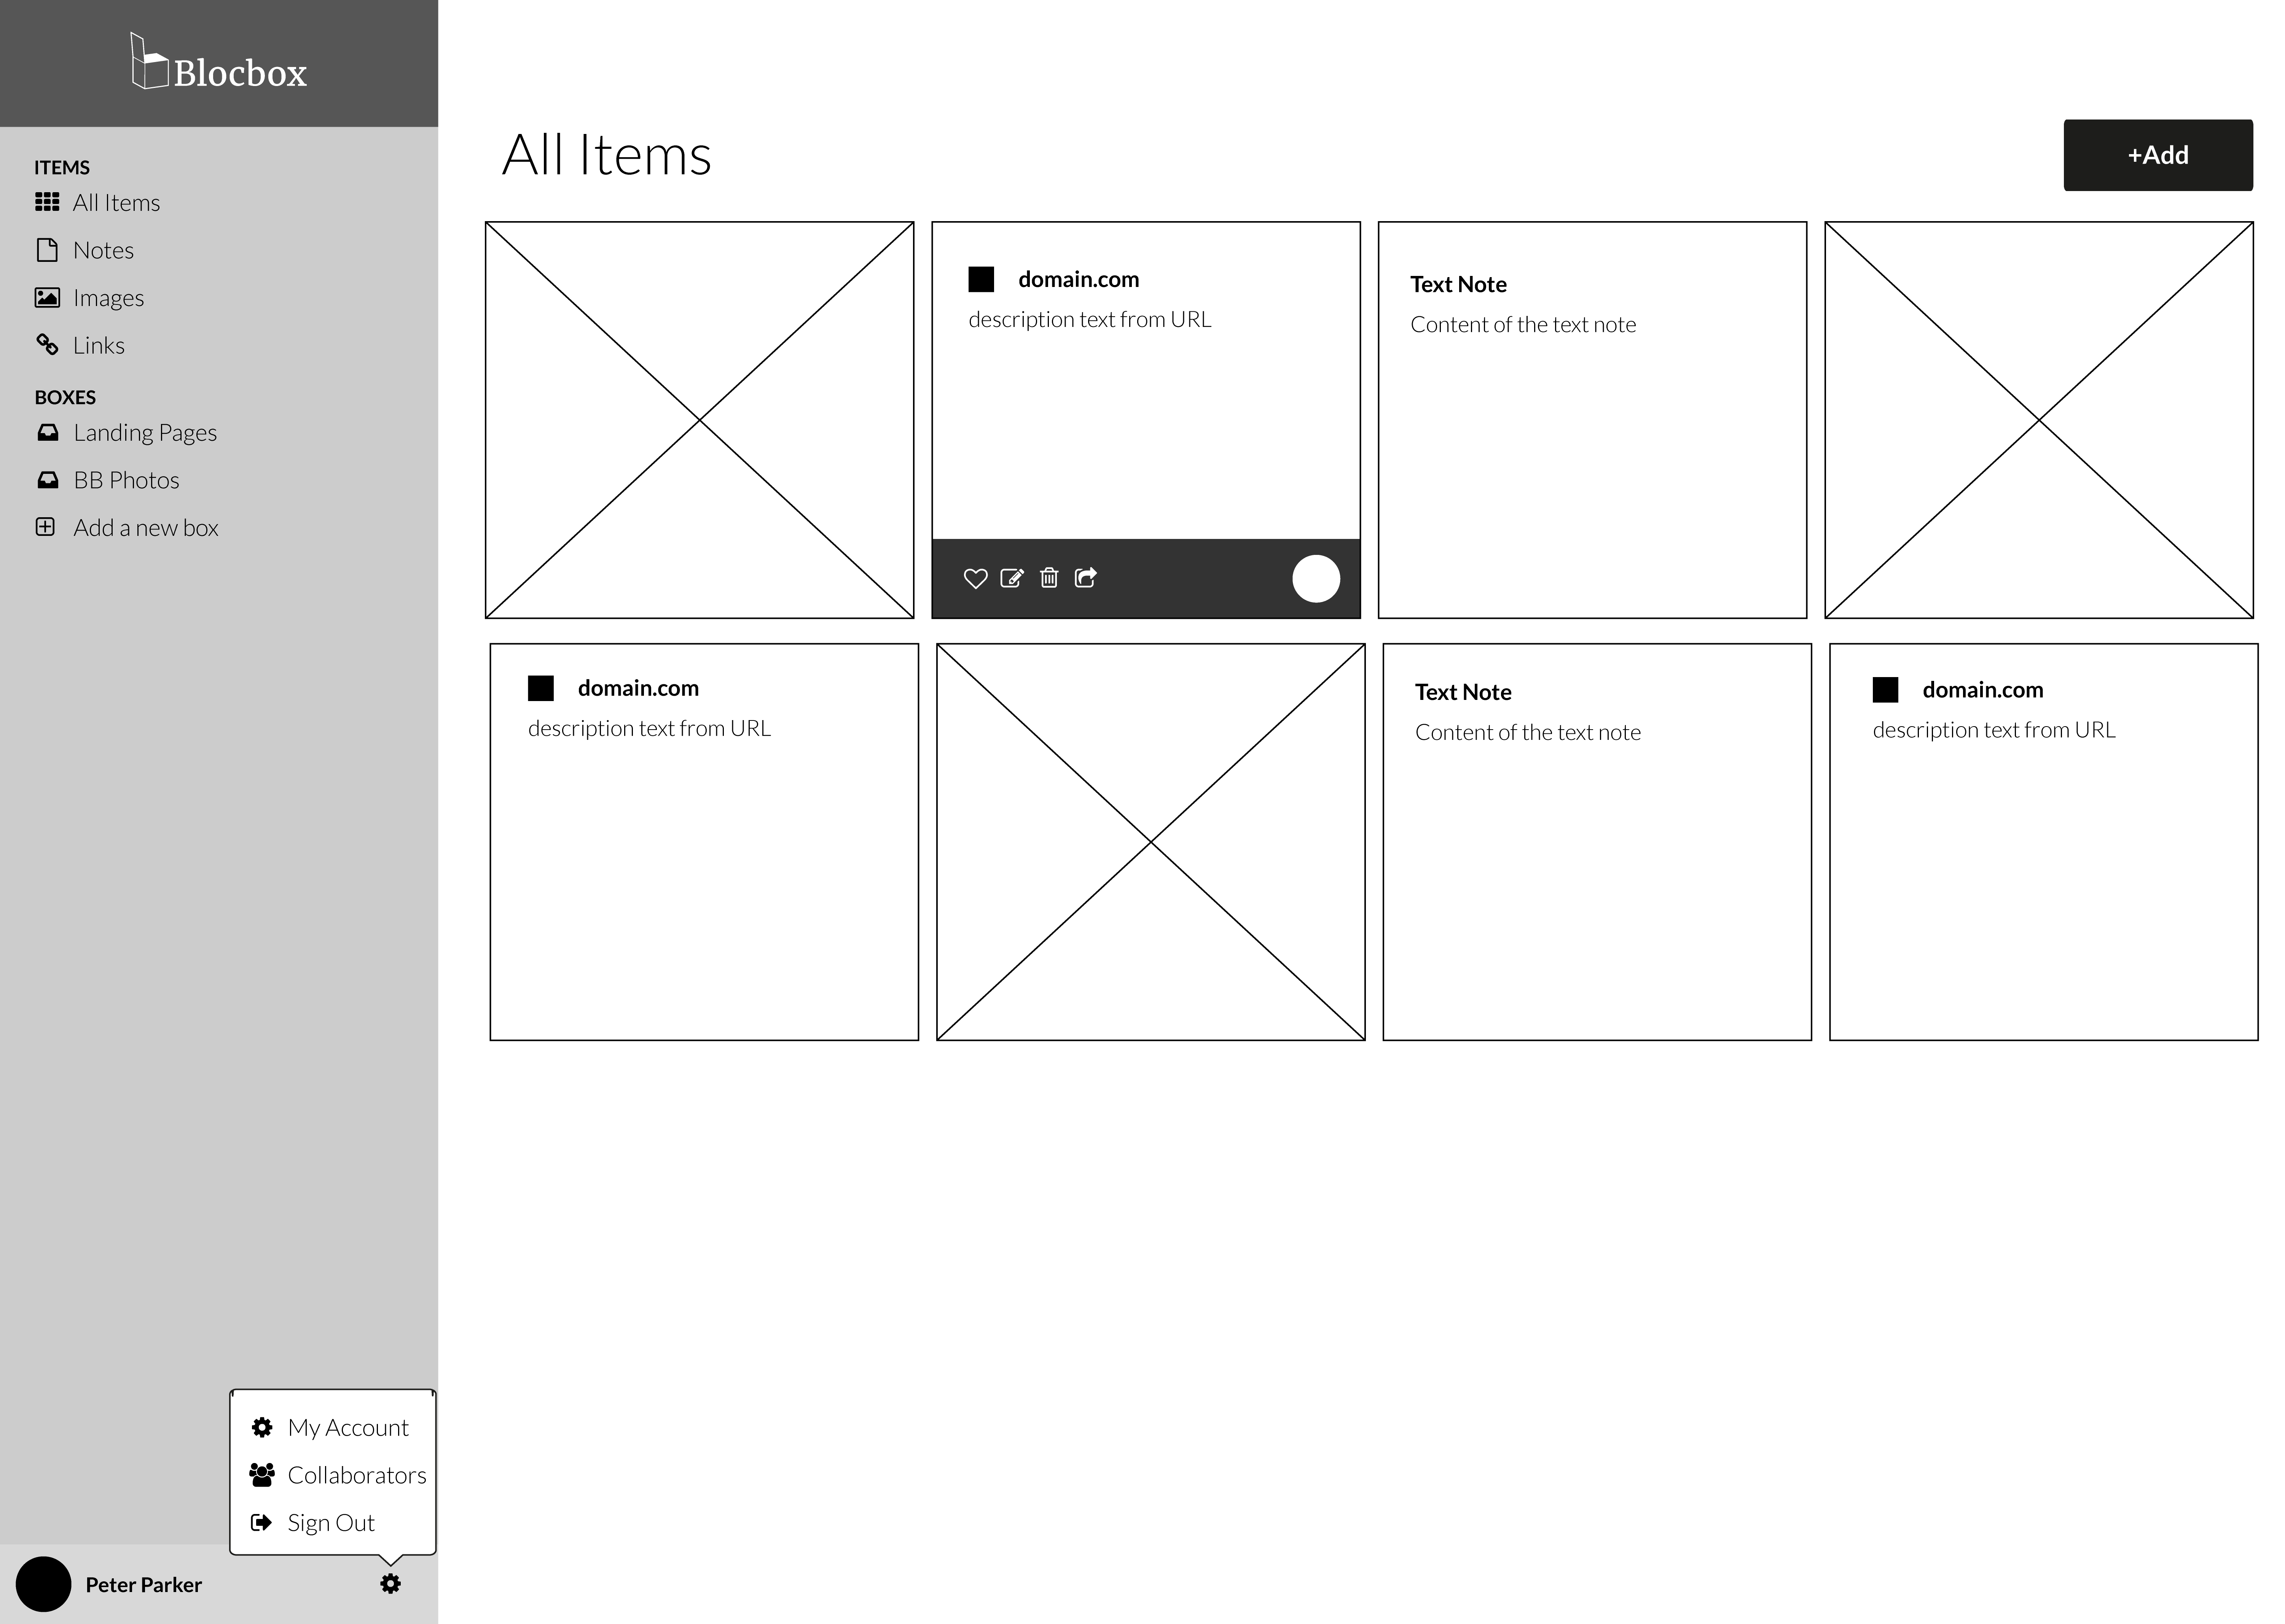 Blocbox
ITEMS
All Items
Notes
Images
Links
BOXES
Landing Pages
BB Photos
Add a new box
My Account
Collaborators
Sign Out
Peter Parker
All Items
+Add
domain.com
description text from URL
Text Note
Content of the text note
domain.com
description text from URL
Text Note
Content of the text note
domain.com
description text from URL